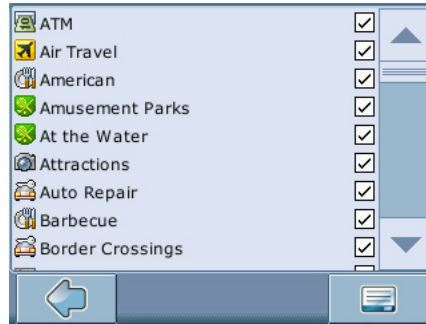 ATM
Air Travel
American
Amusement Parks
At the Water
Attractions
Auto Repair
Barbecue
Border Crossings